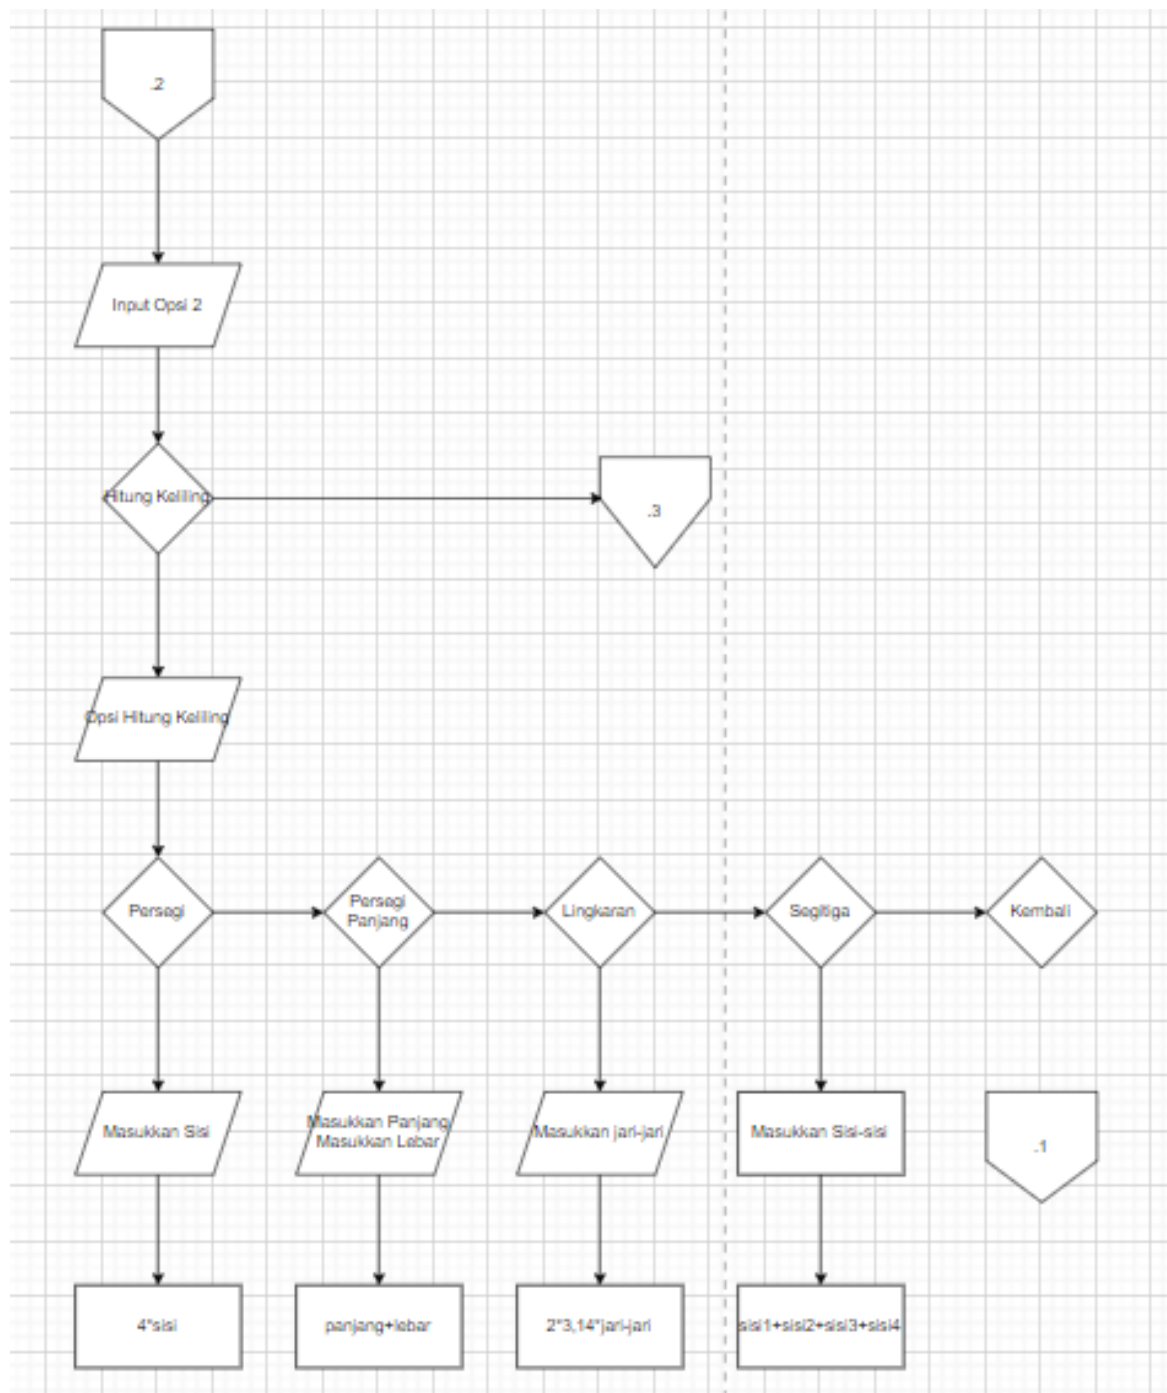 .2
Input Opsi 2
Hitung Keliling
.3
Opsi Hitung Keliling
Persegi
Persegi
Panjang
Lingkaran
Segitiga
Kembali
Masukkan Sisi
Masukkan Panjang
Masukkan Lebar
Masukkan jari-jari
Masukkan Sisi-sisi
.1
4*sisi
panjang+lebar
2*3,14*jari-jari
sisi1+sisi2+sisi3+sisi4